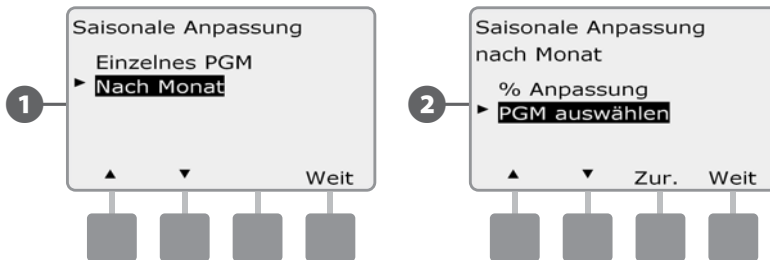 1
Saisonale Anpassung
Einzelnes PGM
► Nach Monat
▲ ▼ Weit
2
Saisonale Anpassung
nach Monat
% Anpassung
► PGM auswählen
▲ ▼ Zur. Weit